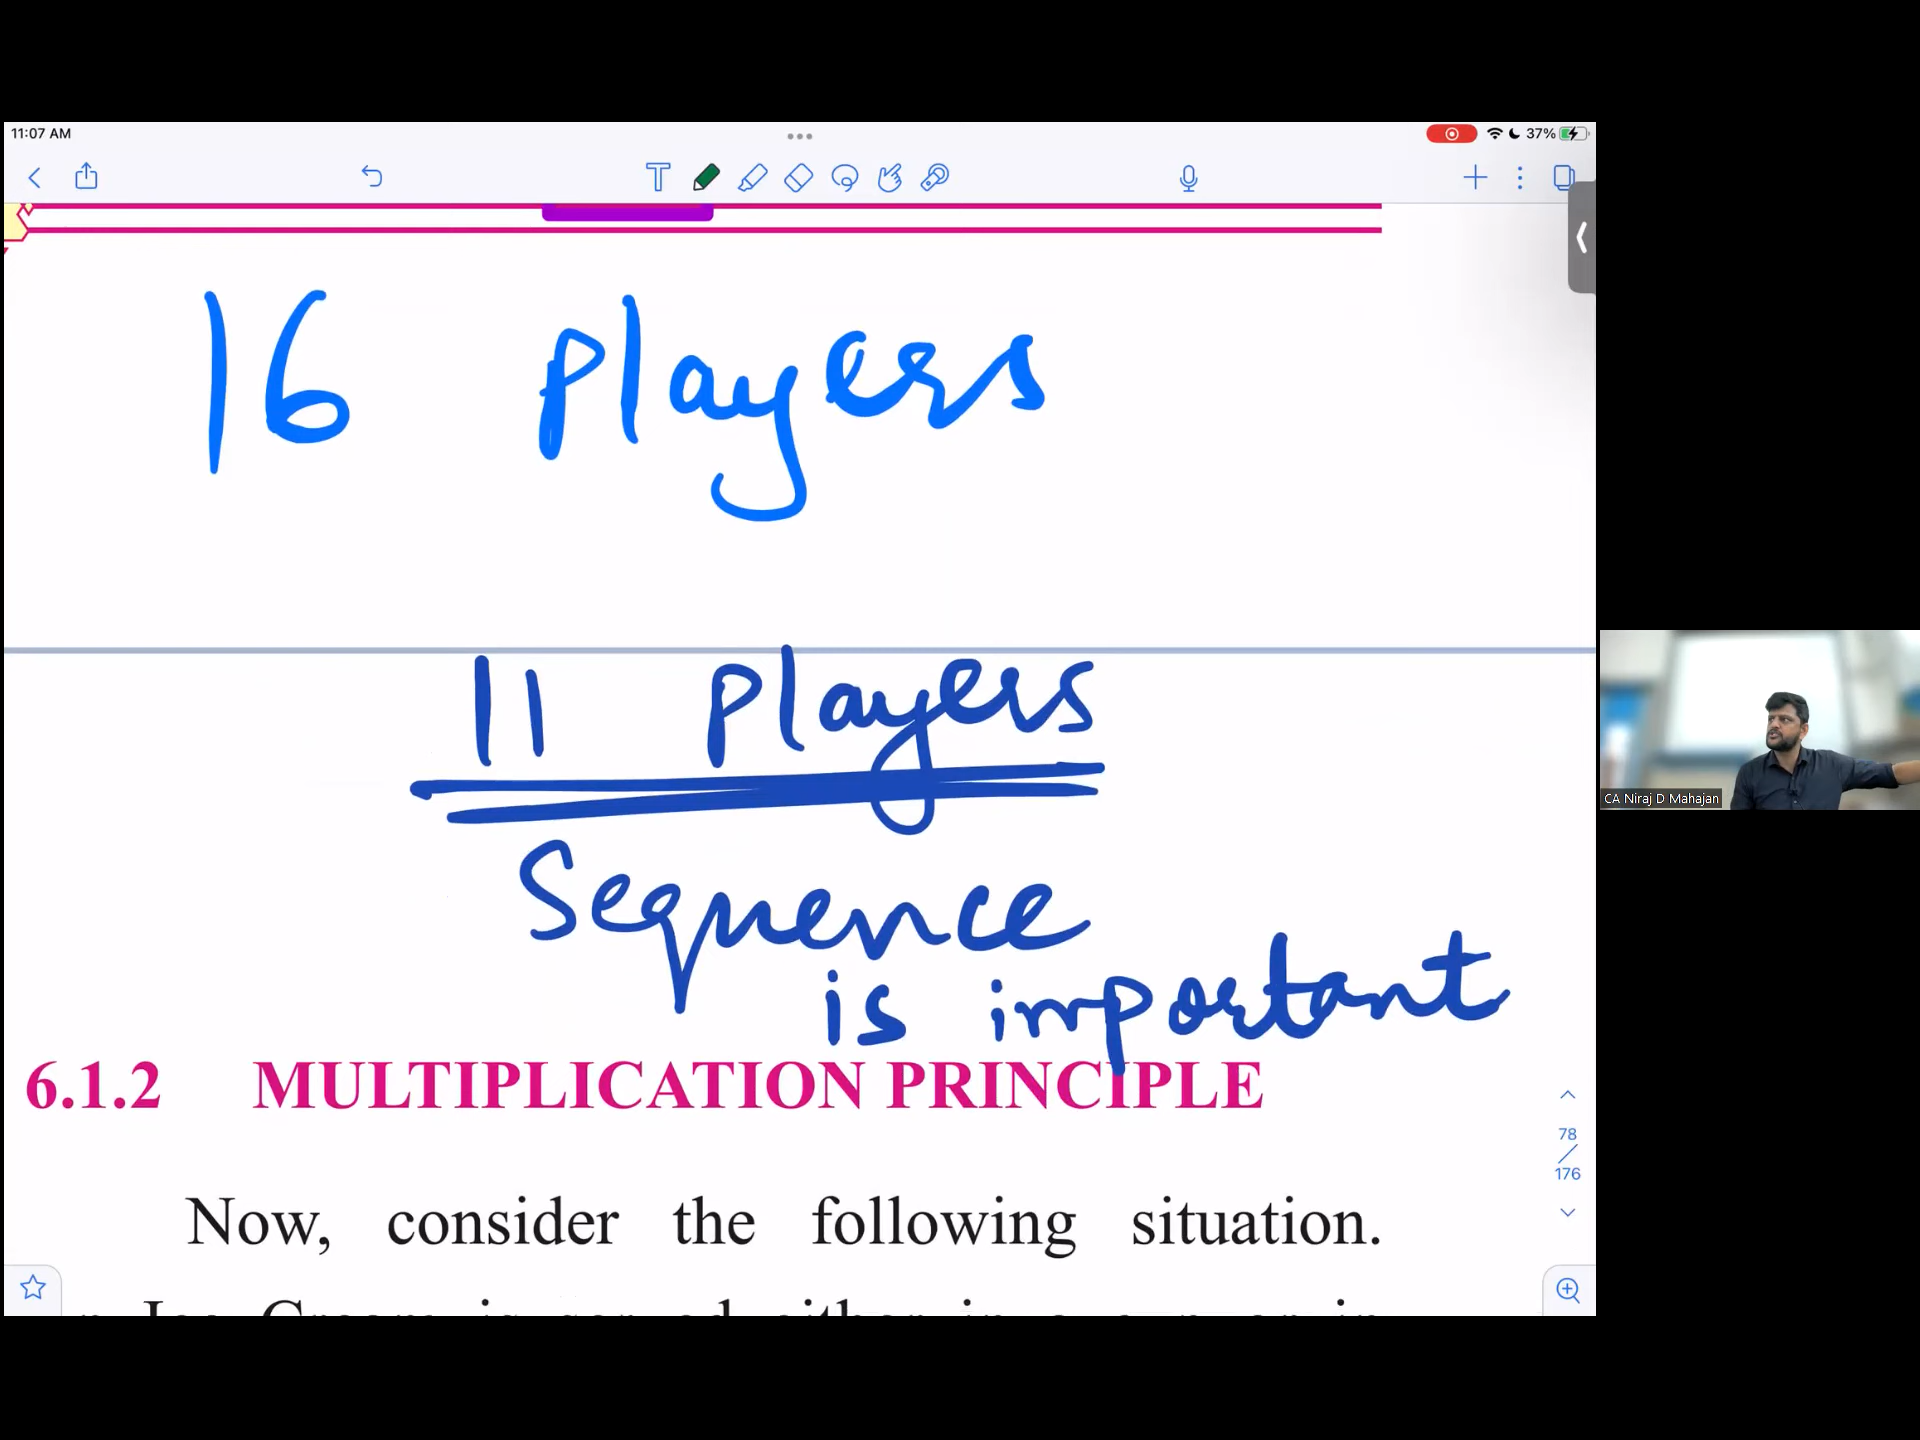 11:07 AM
37%
16 players
11 players
Sequence
is important
6.1.2 MULTIPLICATION PRINCIPLE
Now, consider the following situation.
78
176
CA Niraj D Mahajan